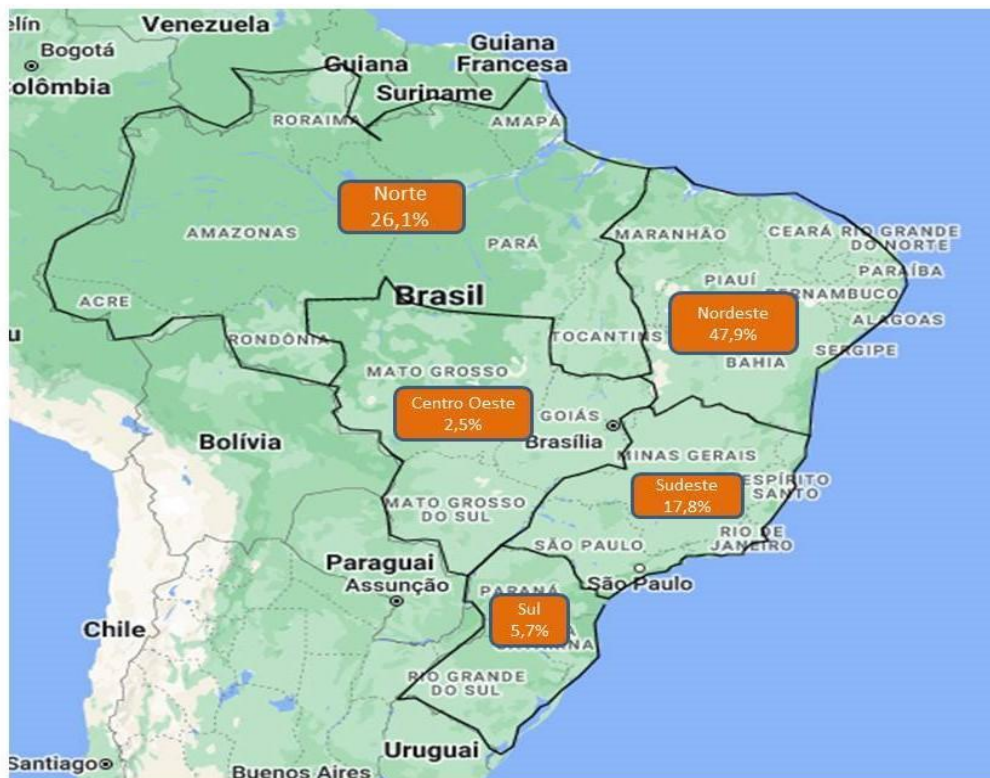 Venezuela
elín
Bogotá
olômbia
Guiana
Guiana
Francesa
Suriname
RORAIMA
AMAPÁ
Norte
26,1%
AMAZONAS
PARÁ
MARANHÃO
CEARÁ
RIO GRANDE
DO NORTE
PARAÍBA
PIAUÍ
PERNAMBUCO
ALAGOAS
SERGIPE
Nordeste
47,9%
BAHIA
ACRE
Brasil
u
RONDÔNIA
TOCANTINS
MATO GROSSO
Centro Oeste
2,5%
GOIÁS
Brasília
Bolívia
MINAS GERAIS
Sudeste
17,8%
ESPÍRITO
SANTO
MATO GROSSO
DO SUL
RIO DE
JANEIRO
SÃO PAULO
São Paulo
Paraguai
Assunção
PARANÁ
Sul
5,7%
Chile
RIO GRANDE
DO SUL
Uruguai
Santiago
Buenos Aires